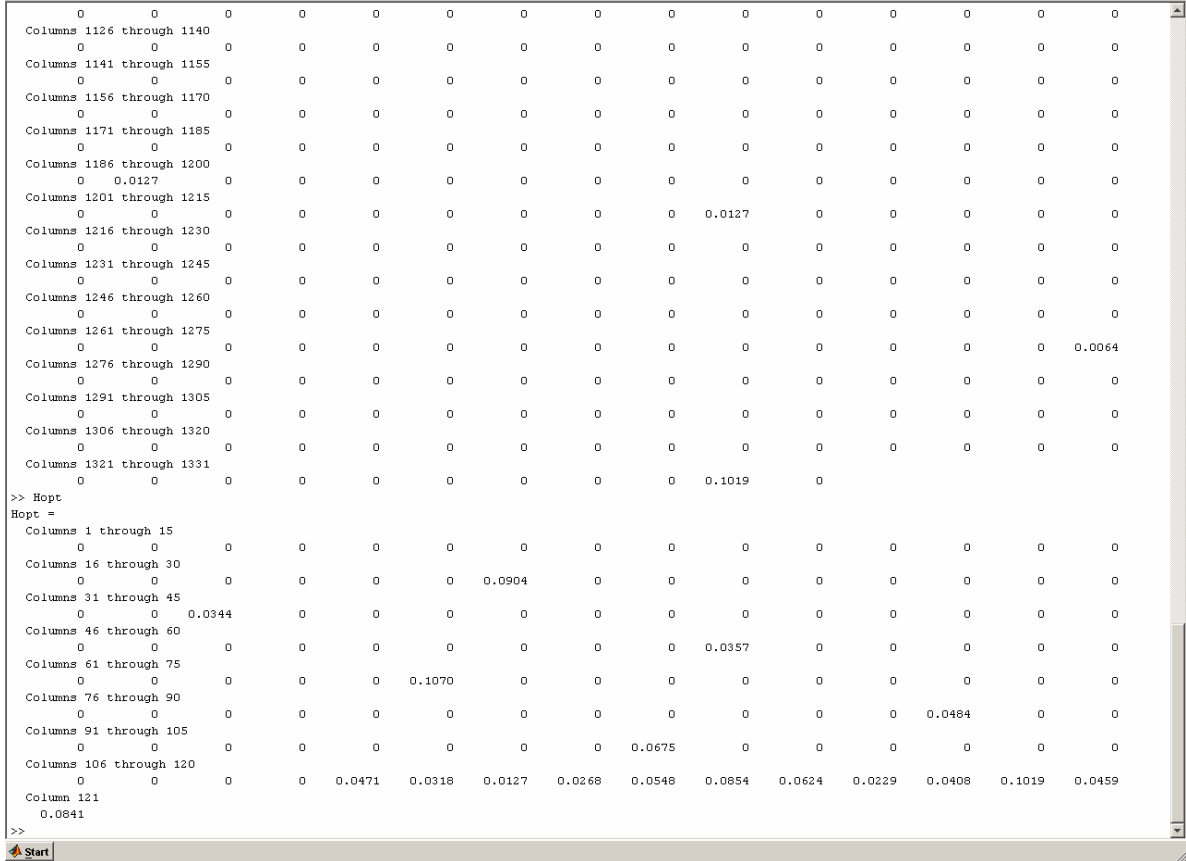 0 0 0 0 0 0 0 0 0 0 0 0 0 0 0
Columns 1126 through 1140
0 0 0 0 0 0 0 0 0 0 0 0 0 0 0
Columns 1141 through 1155
0 0 0 0 0 0 0 0 0 0 0 0 0 0 0
Columns 1156 through 1170
0 0 0 0 0 0 0 0 0 0 0 0 0 0 0
Columns 1171 through 1185
0 0 0 0 0 0 0 0 0 0 0 0 0 0 0
Columns 1186 through 1200
0 0.0127 0 0 0 0 0 0 0 0 0 0 0 0 0
Columns 1201 through 1215
0 0 0 0 0 0 0 0 0 0.0127 0 0 0 0 0
Columns 1216 through 1230
0 0 0 0 0 0 0 0 0 0 0 0 0 0 0
Columns 1231 through 1245
0 0 0 0 0 0 0 0 0 0 0 0 0 0 0
Columns 1246 through 1260
0 0 0 0 0 0 0 0 0 0 0 0 0 0 0
Columns 1261 through 1275
0 0 0 0 0 0 0 0 0 0 0 0 0 0 0.0064
Columns 1276 through 1290
0 0 0 0 0 0 0 0 0 0 0 0 0 0 0
Columns 1291 through 1305
0 0 0 0 0 0 0 0 0 0 0 0 0 0 0
Columns 1306 through 1320
0 0 0 0 0 0 0 0 0 0 0 0 0 0 0
Columns 1321 through 1331
0 0 0 0 0 0 0 0 0 0.1019 0
>> Hopt
Hopt =
Columns 1 through 15
0 0 0 0 0 0 0 0 0 0 0 0 0 0 0
Columns 16 through 30
0 0 0 0 0 0 0.0904 0 0 0 0 0 0 0 0
Columns 31 through 45
0 0 0.0344 0 0 0 0 0 0 0 0 0 0 0 0
Columns 46 through 60
0 0 0 0 0 0 0 0 0 0.0357 0 0 0 0 0
Columns 61 through 75
0 0 0 0 0 0.1070 0 0 0 0 0 0 0 0 0
Columns 76 through 90
0 0 0 0 0 0 0 0 0 0 0 0 0.0484 0 0
Columns 91 through 105
0 0 0 0 0 0 0 0 0.0675 0 0 0 0 0 0
Columns 106 through 120
0 0 0 0 0.0471 0.0318 0.0127 0.0268 0.0548 0.0854 0.0624 0.0229 0.0408 0.1019 0.0459
Column 121
0.0841
>>
Start